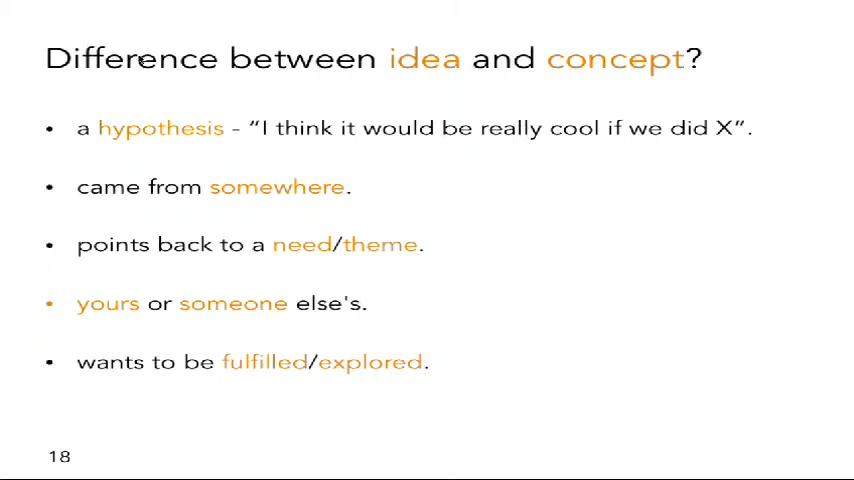 Difference between idea and concept?
• a hypothesis - “I think it would be really cool if we did X”.
• came from somewhere.
• points back to a need/theme.
• yours or someone else's.
• wants to be fulfilled/explored.
18